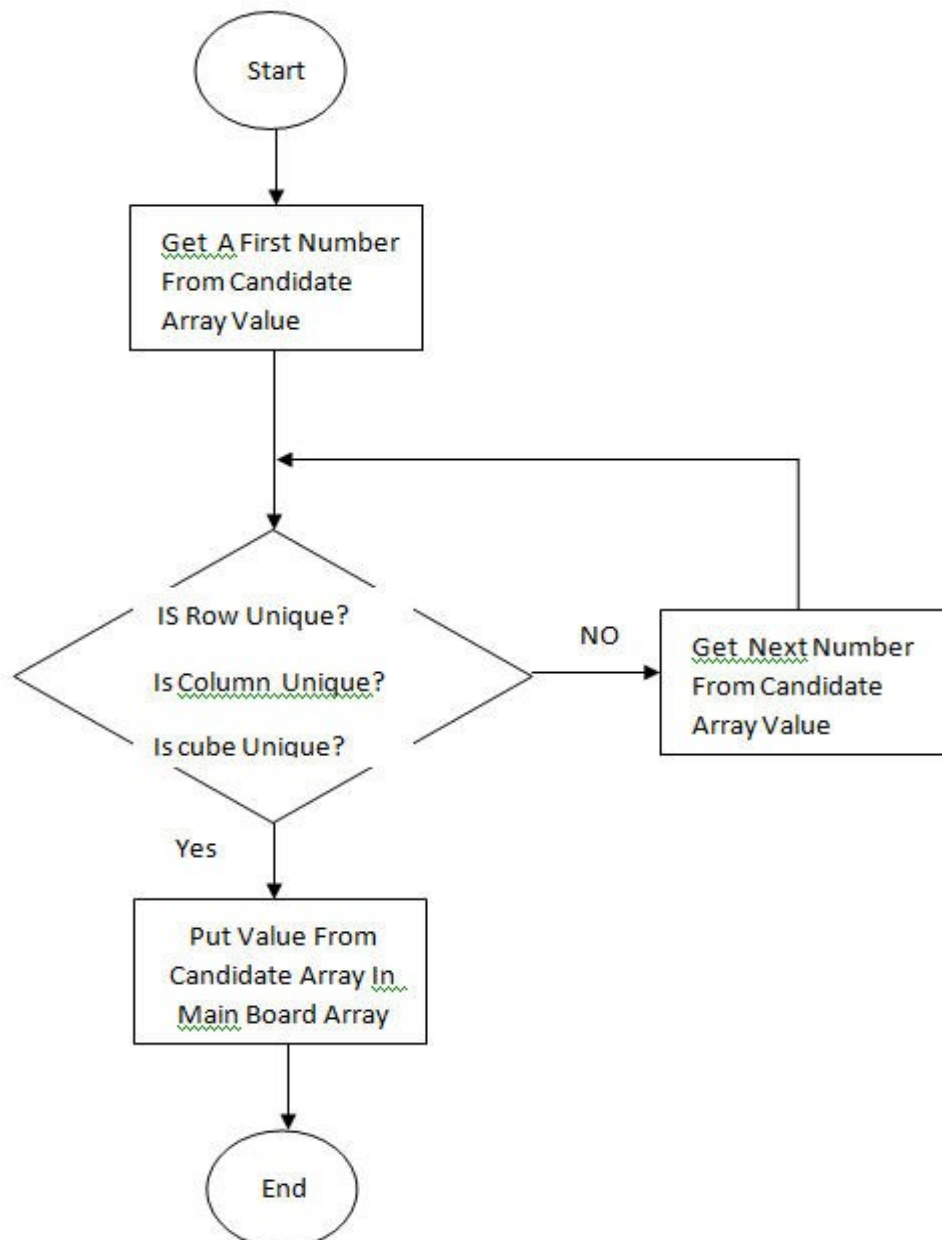 Start
Get A First Number
From Candidate
Array Value
IS Row Unique?
Is Column Unique?
Is cube Unique?
NO
Get Next Number
From Candidate
Array Value
Yes
Put Value From
Candidate Array In
Main Board Array
End